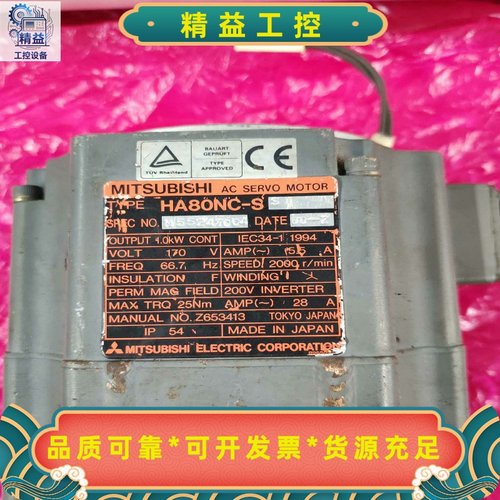 精益
工控设备
精益工控
TÜV Rheinland
BAUART
GEPRÜFT
TYPE
APPROVED
CE
MITSUBISHI AC SERVO MOTOR
TYPE HA80NC-S
SPEC NO. DATE
OUTPUT 1.0kW CONT IEC34-1 1994
VOLT 170 V AMP(~) 5.5 A
FREQ 66.7 Hz SPEED 2000 r/min
INSULATION F WINDING
PERM MAG FIELD 200V INVERTER
MAX. TRQ 25Nm AMP(~) 28 A
MANUAL NO. Z653413 TOKYO JAPAN
IP 54 MADE IN JAPAN
MITSUBISHI ELECTRIC CORPORATION
品质可靠*可开发票*货源充足